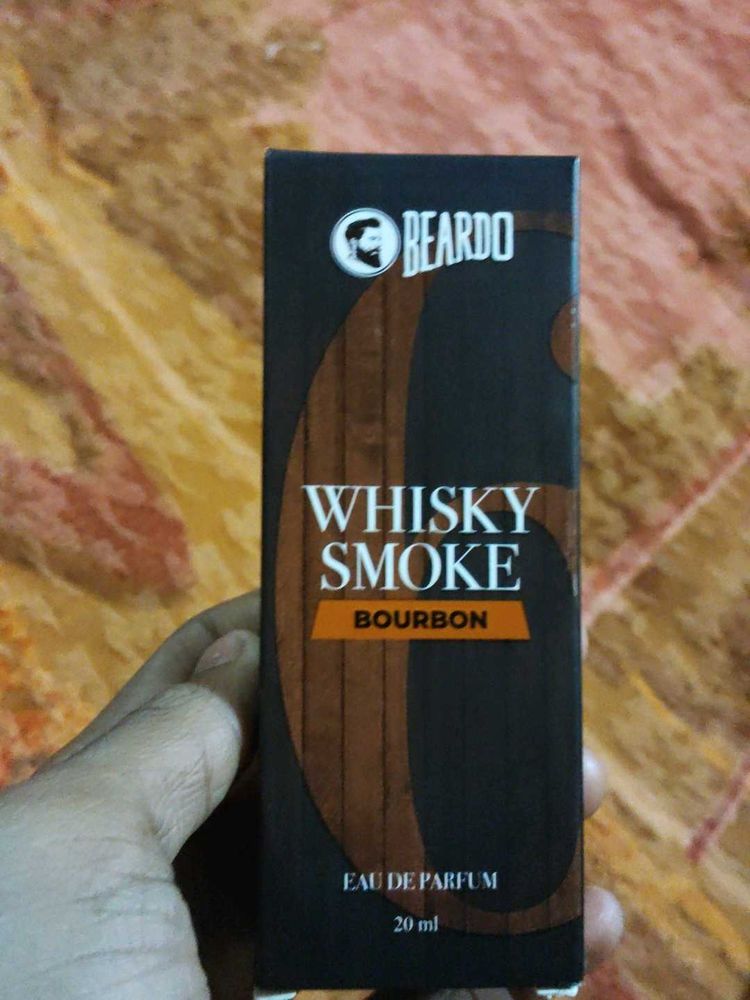 BEARDO
WHISKY
SMOKE
BOURBON
EAU DE PARFUM
20 ml